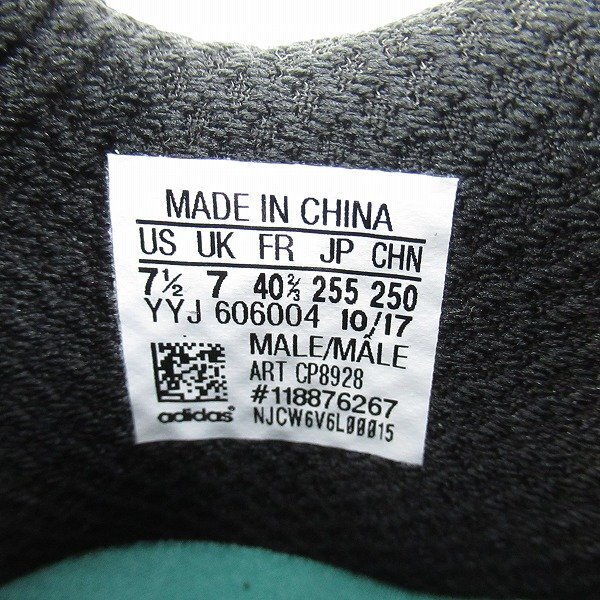 MADE IN CHINA
US UK FR JP CHN
7½ 7 40⅔ 255 250
YYJ 606004 10/17
MALE/MÂLE
ART CP8928
#118876267
adidas® NJCW6V6L00015